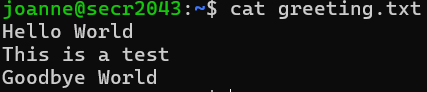 joanne@secr2043:~$ cat greeting.txt
Hello World
This is a test
Goodbye World